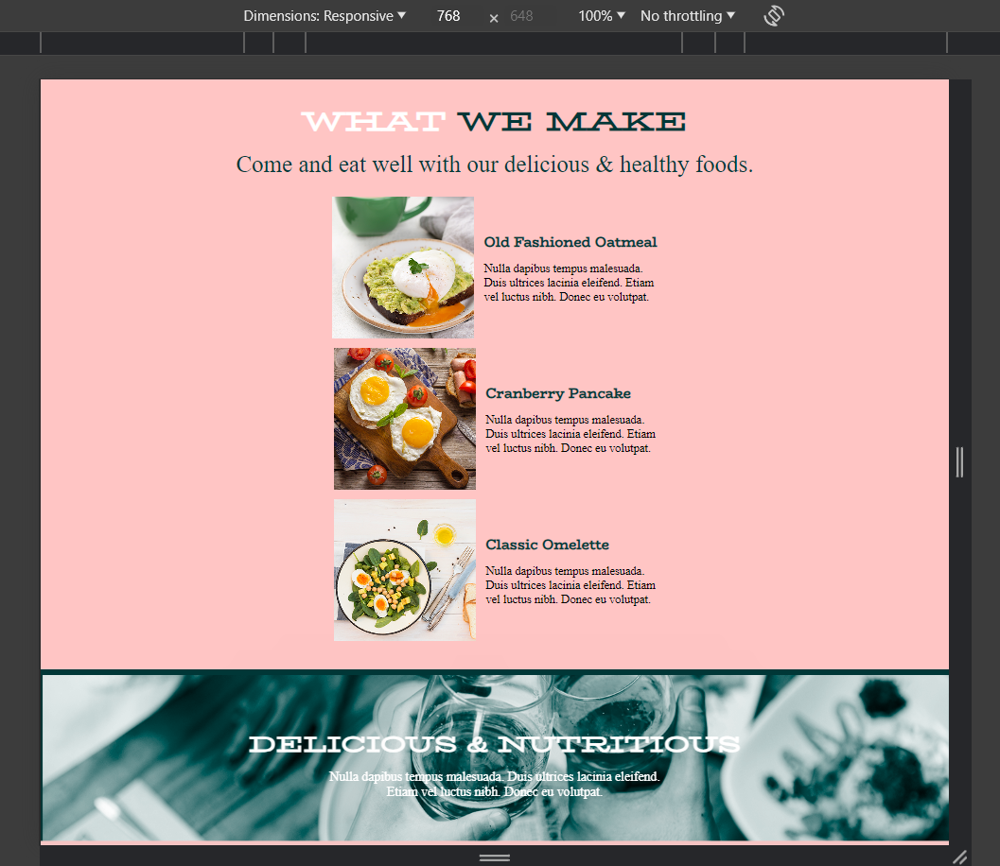 Dimensions: Responsive ▼ 768 × 648 100% ▼ No throttling ▼
WHAT WE MAKE
Come and eat well with our delicious & healthy foods.
Old Fashioned Oatmeal
Nulla dapibus tempus malesuada.
Duis ultrices lacinia eleifend. Etiam
vel luctus nibh. Donec eu volutpat.
Cranberry Pancake
Nulla dapibus tempus malesuada.
Duis ultrices lacinia eleifend. Etiam
vel luctus nibh. Donec eu volutpat.
Classic Omelette
Nulla dapibus tempus malesuada.
Duis ultrices lacinia eleifend. Etiam
vel luctus nibh. Donec eu volutpat.
DELICIOUS & NUTRITIOUS
Nulla dapibus tempus malesuada. Duis ultrices lacinia eleifend.
Etiam vel luctus nibh. Donec eu volutpat.